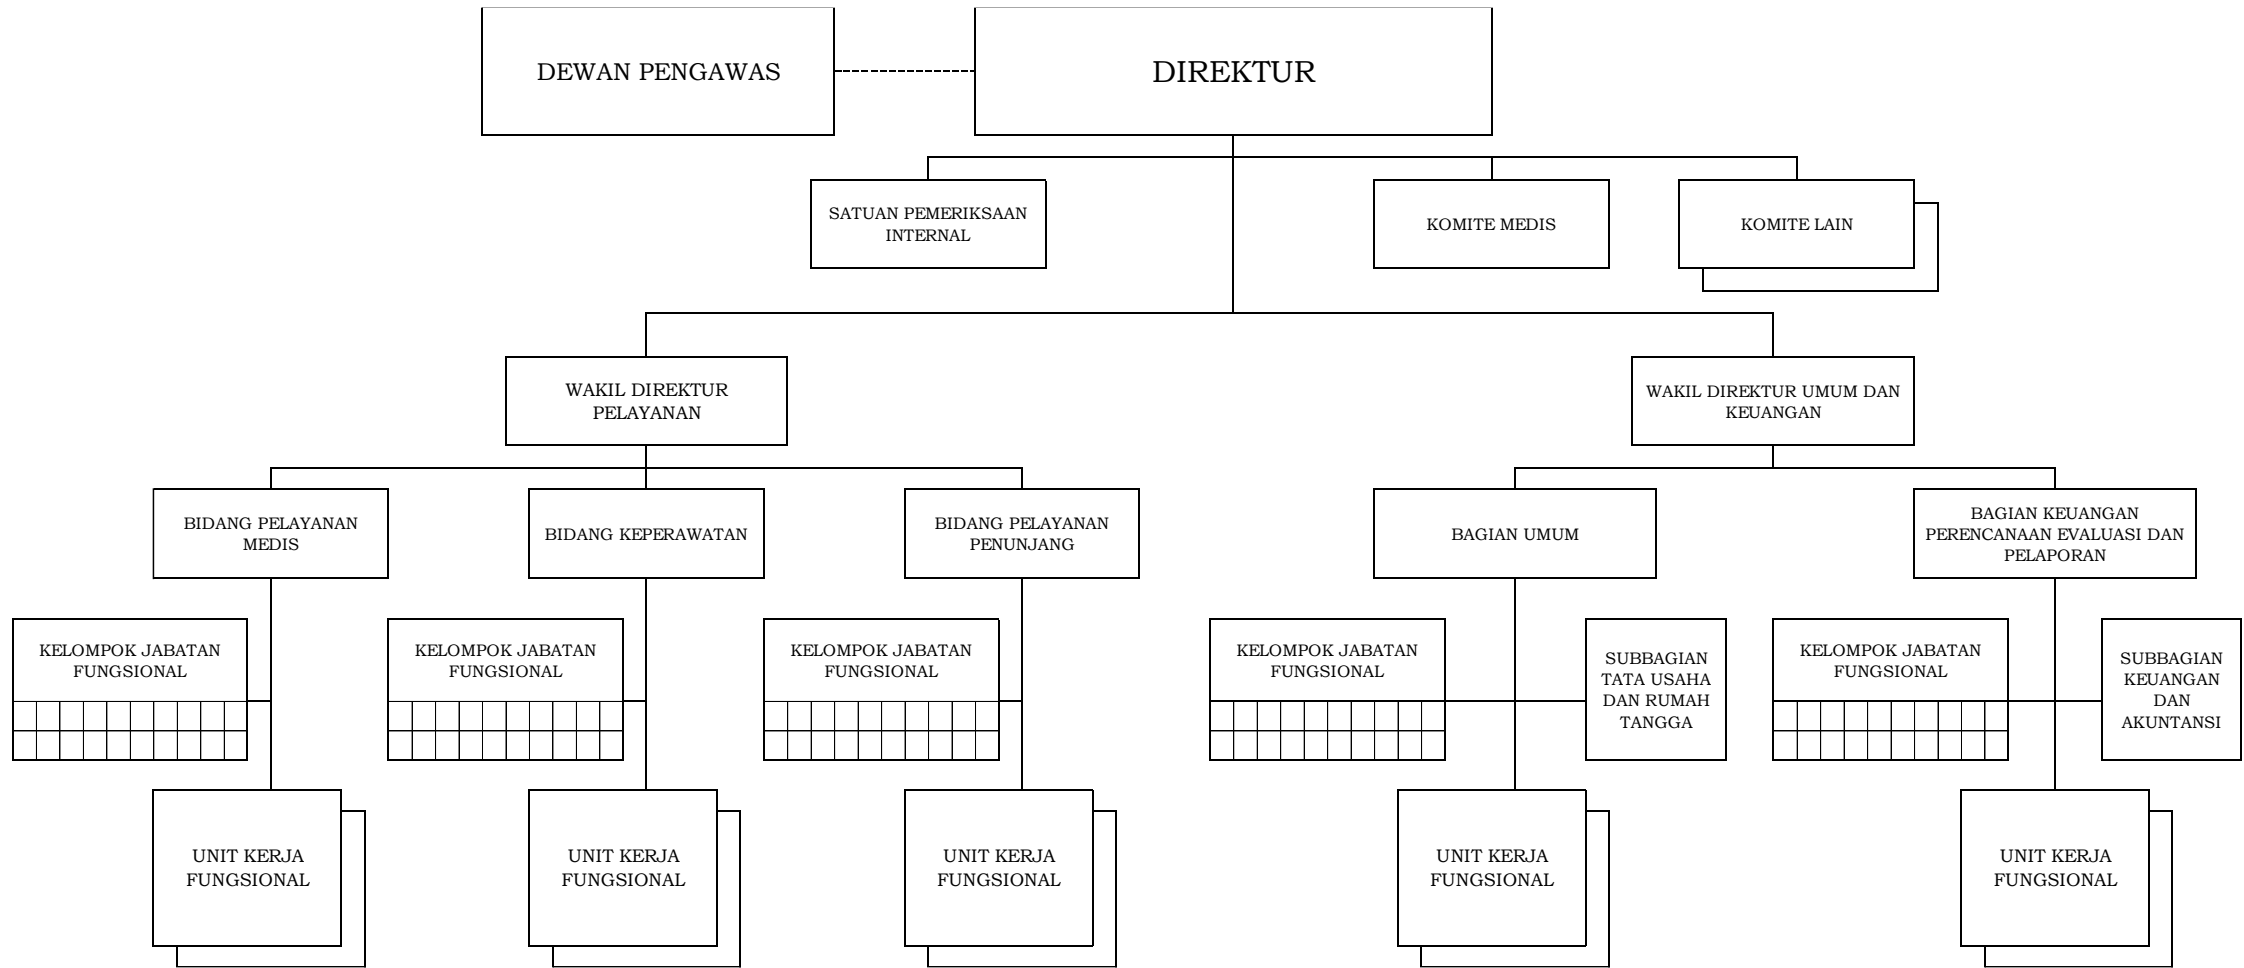 DEWAN PENGAWAS
DIREKTUR
SATUAN PEMERIKSAAN
INTERNAL
KOMITE MEDIS
KOMITE LAIN
WAKIL DIREKTUR
PELAYANAN
WAKIL DIREKTUR UMUM DAN
KEUANGAN
BIDANG PELAYANAN
MEDIS
BIDANG KEPERAWATAN
BIDANG PELAYANAN
PENUNJANG
BAGIAN UMUM
BAGIAN KEUANGAN
PERENCANAAN EVALUASI DAN
PELAPORAN
KELOMPOK JABATAN
FUNGSIONAL
KELOMPOK JABATAN
FUNGSIONAL
KELOMPOK JABATAN
FUNGSIONAL
KELOMPOK JABATAN
FUNGSIONAL
SUBBAGIAN
TATA USAHA
DAN RUMAH
TANGGA
KELOMPOK JABATAN
FUNGSIONAL
SUBBAGIAN
KEUANGAN
DAN
AKUNTANSI
UNIT KERJA
FUNGSIONAL
UNIT KERJA
FUNGSIONAL
UNIT KERJA
FUNGSIONAL
UNIT KERJA
FUNGSIONAL
UNIT KERJA
FUNGSIONAL